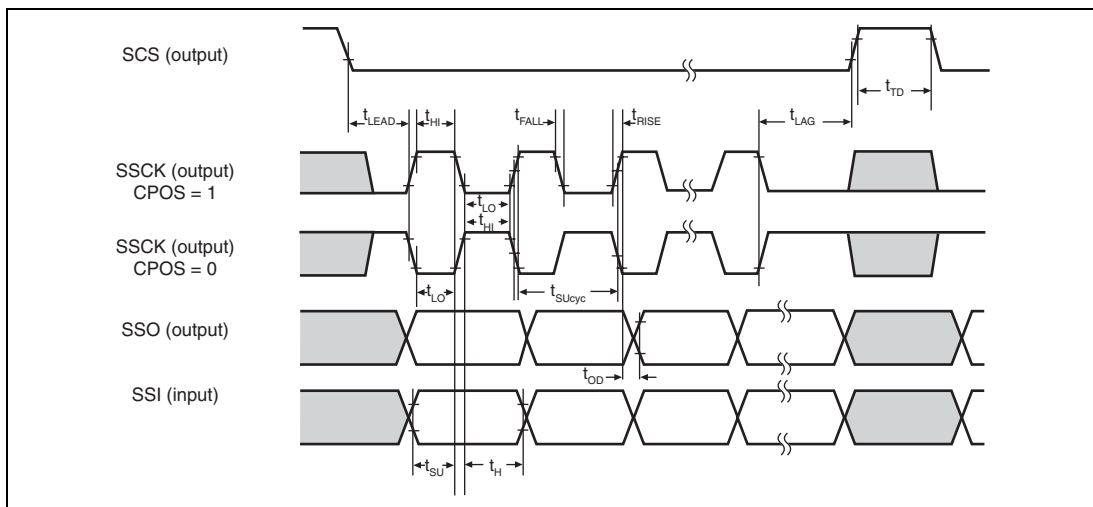 SCS (output)
tTD
tLEAD
tHI
tFALL
tRISE
tLAG
SSCK (output)
CPOS = 1
tLO
tHI
SSCK (output)
CPOS = 0
tLO
tSUcyc
SSO (output)
tOD
SSI (input)
tSU
tH